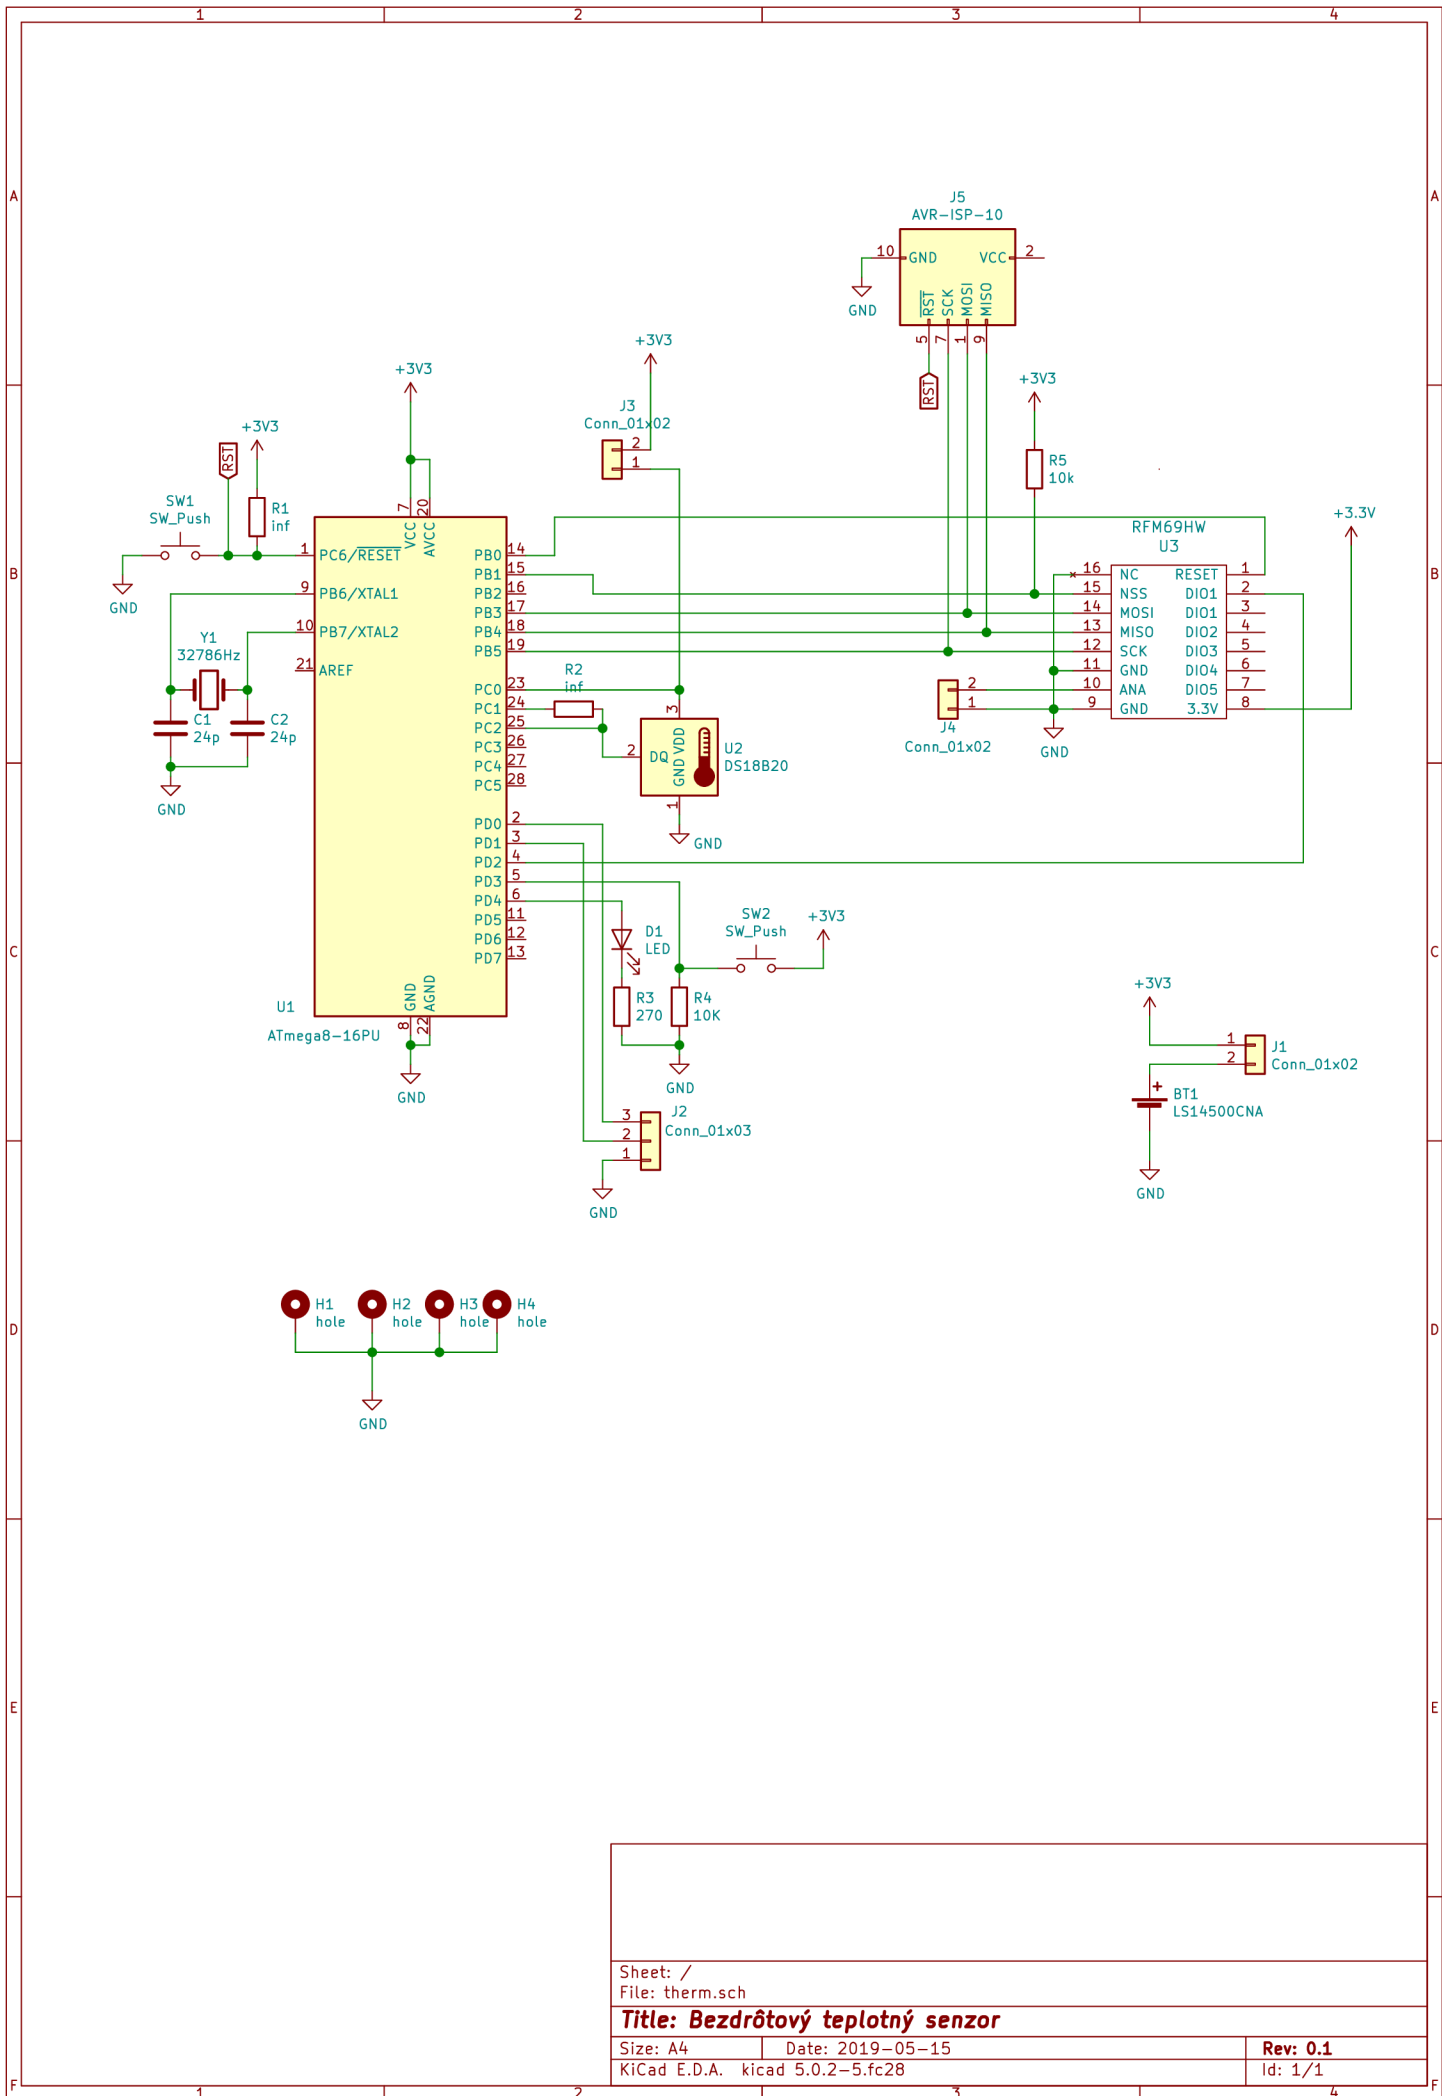 1 2 3 4
A A
J5
AVR-ISP-10
10 GND VCC 2
RST SCK MOSI MISO
5 7 1 9
GND
RST
+3V3
R5
10k
+3V3
J3
Conn_01x02
2
1
+3V3
+3V3
RST
R1
inf
SW1
SW_Push
GND
B B
7 20
VCC AVCC
1 PC6/RESET PB0 14
PB1 15
9 PB6/XTAL1 PB2 16
PB3 17
10 PB7/XTAL2 PB4 18
PB5 19
21 AREF
PC0 23
PC1 24
PC2 25
PC3 26
PC4 27
PC5 28
PD0 2
PD1 3
PD2 4
PD3 5
PD4 6
PD5 11
PD6 12
PD7 13
GND AGND
8 22
U1
ATmega8-16PU
GND
Y1
32786Hz
C1
24p
C2
24p
GND
R2
inf
3
2 DQ GND VDD
1
U2
DS18B20
GND
+3.3V
RFM69HW
U3
16 NC RESET 1
15 NSS DIO1 2
14 MOSI DIO1 3
13 MISO DIO2 4
12 SCK DIO3 5
11 GND DIO4 6
10 ANA DIO5 7
9 GND 3.3V 8
2
1
J4
Conn_01x02
GND
C C
D1
LED
SW2
SW_Push
+3V3
R3
270
R4
10K
GND
+3V3
1
2
J1
Conn_01x02
+
BT1
LS14500CNA
GND
3
2
1
J2
Conn_01x03
GND
D D
H1
hole
H2
hole
H3
hole
H4
hole
GND
E E
Sheet: /
File: therm.sch
Title: Bezdrôtový teplotný senzor
Size: A4 Date: 2019-05-15 Rev: 0.1
KiCad E.D.A. kicad 5.0.2-5.fc28 Id: 1/1
F F
1 2 3 4